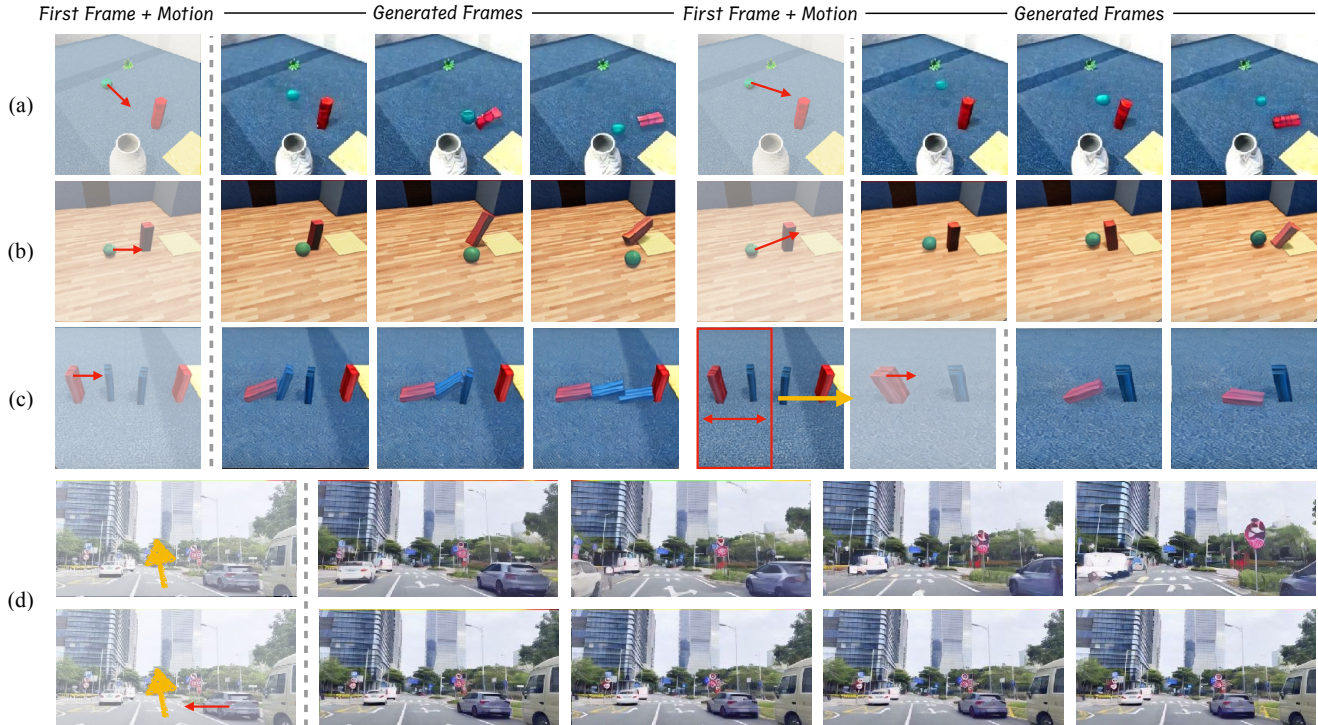 First Frame + Motion Generated Frames First Frame + Motion Generated Frames
(a)
(b)
(c)
(d)